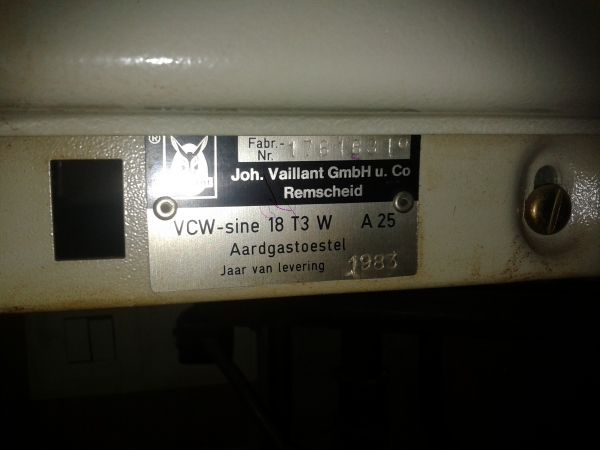 ®
Fabr.-
Nr.
Joh. Vaillant GmbH u. Co
Remscheid
VCW-sine 18 T3 W A 25
Aardgastoestel
Jaar van levering 1983